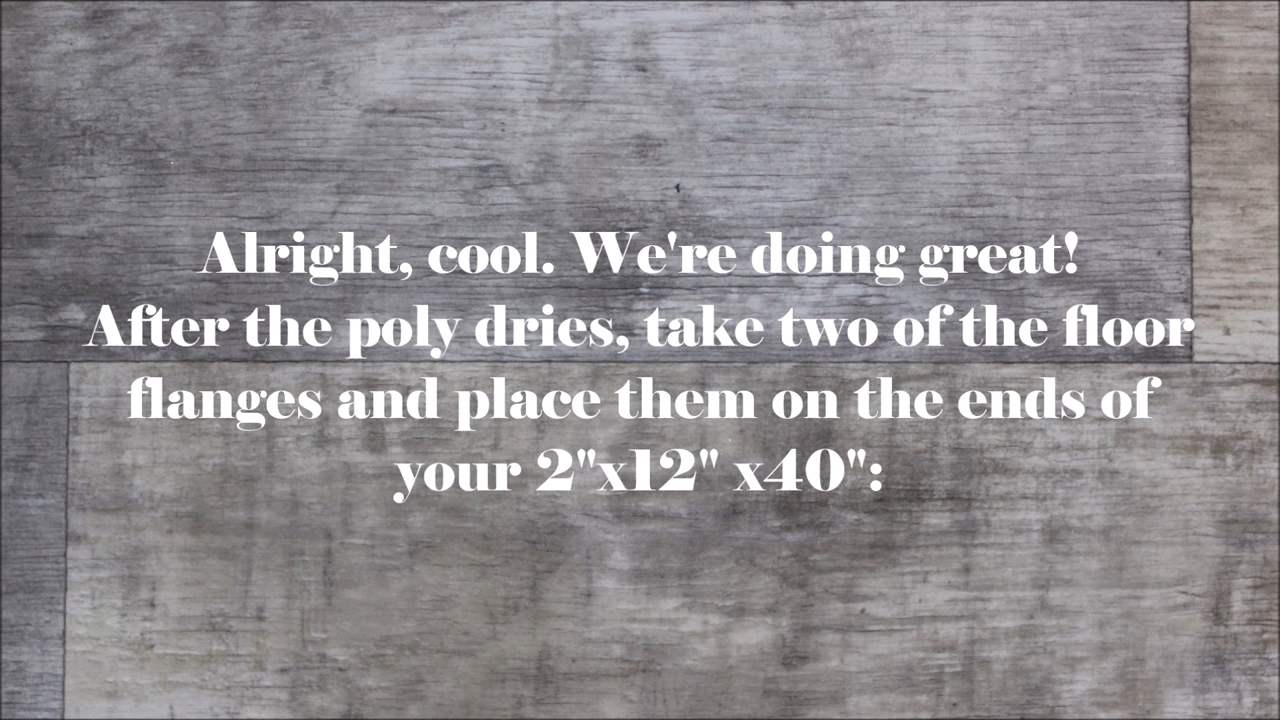 Alright, cool. We're doing great!
After the poly dries, take two of the floor
flanges and place them on the ends of
your 2"x12" x40":